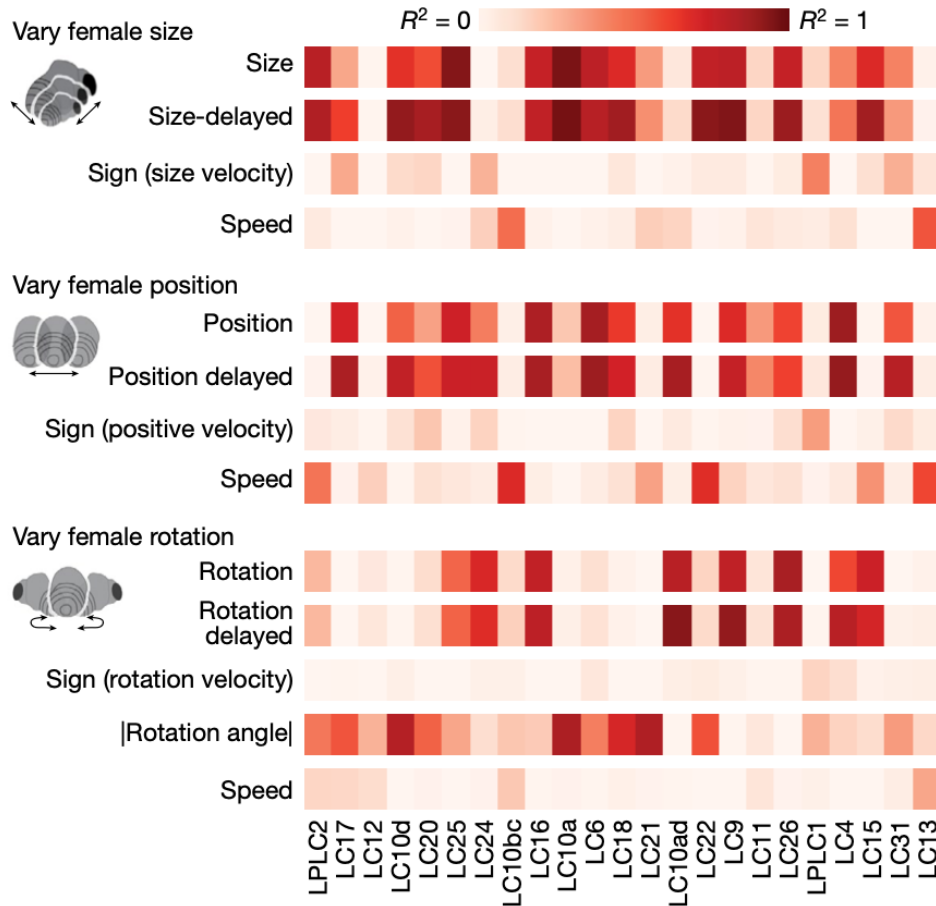 R² = 0
R² = 1
Vary female size
Size
Size-delayed
Sign (size velocity)
Speed
Vary female position
Position
Position delayed
Sign (positive velocity)
Speed
Vary female rotation
Rotation
Rotation
delayed
Sign (rotation velocity)
|Rotation angle|
Speed
LPLC2
LC17
LC12
LC10d
LC20
LC25
LC24
LC10bc
LC16
LC10a
LC6
LC18
LC21
LC10ad
LC22
LC9
LC11
LC26
LPLC1
LC4
LC15
LC31
LC13